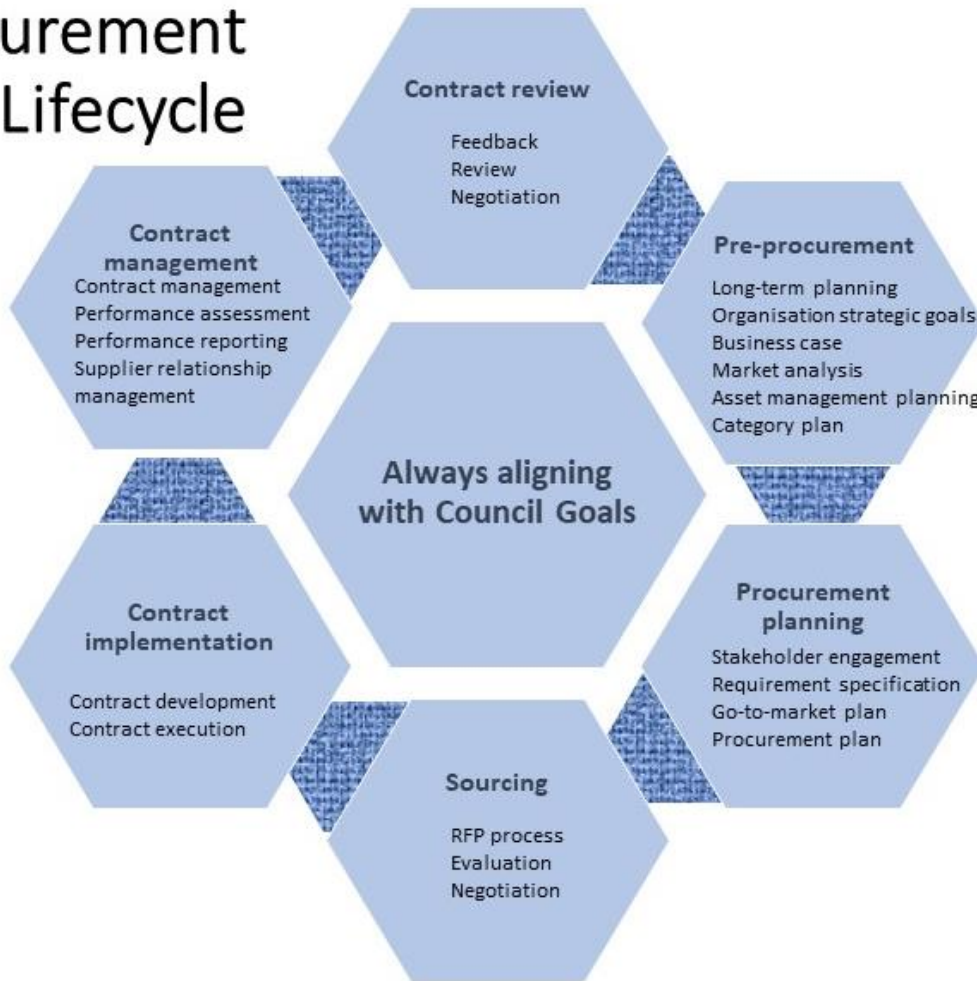 urement
Lifecycle
Contract review
Feedback
Review
Negotiation
Pre-procurement
Long-term planning
Organisation strategic goals
Business case
Market analysis
Asset management planning
Category plan
Procurement
planning
Stakeholder engagement
Requirement specification
Go-to-market plan
Procurement plan
Sourcing
RFP process
Evaluation
Negotiation
Contract
implementation
Contract development
Contract execution
Contract
management
Contract management
Performance assessment
Performance reporting
Supplier relationship
management
Always aligning
with Council Goals